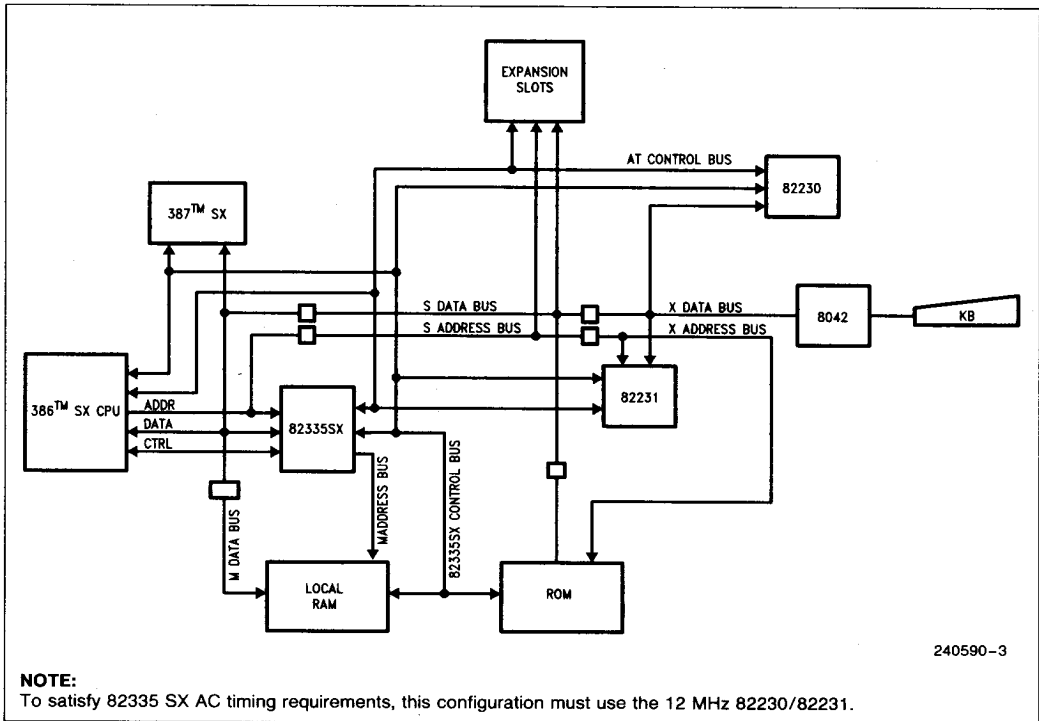 EXPANSION
SLOTS
AT CONTROL BUS
82230
387™ SX
S DATA BUS
X DATA BUS
S ADDRESS BUS
X ADDRESS BUS
8042
KB
386™ SX CPU
ADDR
DATA
CTRL
82335SX
82231
M DATA BUS
MADDRESS BUS
82335SX CONTROL BUS
LOCAL
RAM
ROM
240590-3
NOTE:
To satisfy 82335 SX AC timing requirements, this configuration must use the 12 MHz 82230/82231.